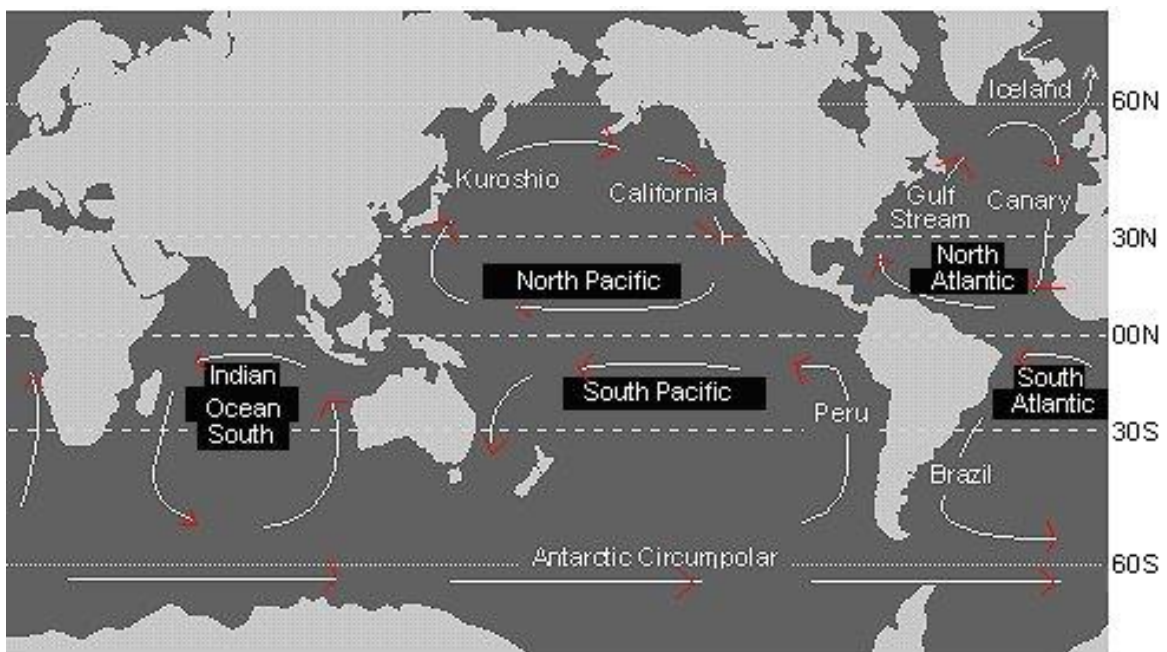 Iceland
60N
Kuroshio
California
Gulf
Stream
Canary
30N
North Pacific
North
Atlantic
00N
Indian
Ocean
South
South Pacific
South
Atlantic
Peru
30S
Brazil
Antarctic Circumpolar
60S